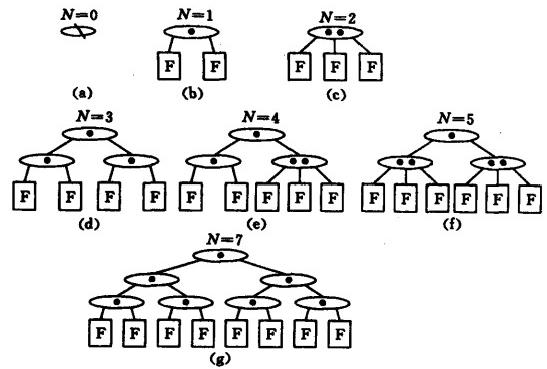 N=0 N=1 N=2
F F F F F
(a) (b) (c)
N=3 N=4 N=5
F F F F F F F F F F F F F F F
(d) (e) (f)
N=7
F F F F F F F F
(g)